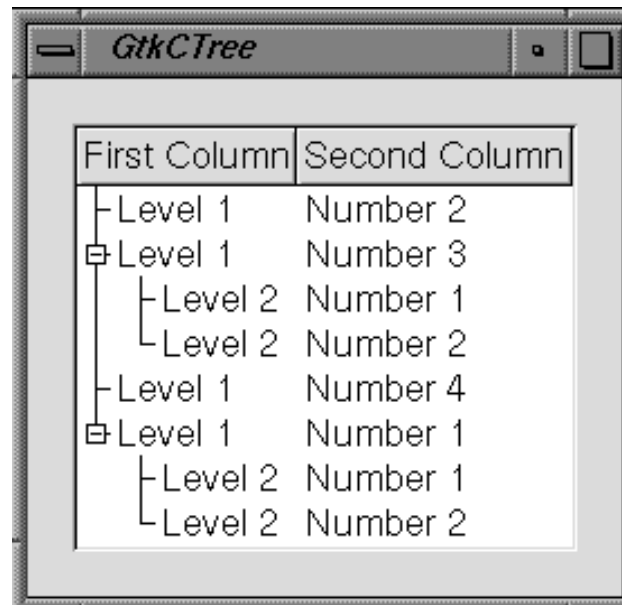 GtkCTree
First Column Second Column
Level 1 Number 2
Level 1 Number 3
Level 2 Number 1
Level 2 Number 2
Level 1 Number 4
Level 1 Number 1
Level 2 Number 1
Level 2 Number 2